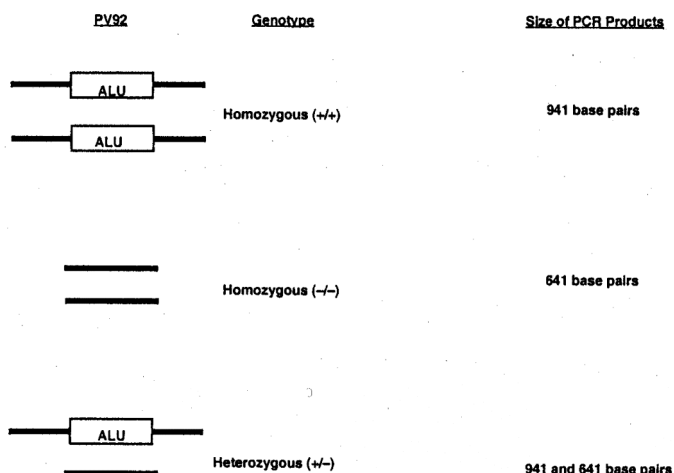 PV92 Genotype Size of PCR Products
ALU
Homozygous (+/+) 941 base pairs
ALU
641 base pairs
Homozygous (–/–)
ALU
Heterozygous (+/–) 941 and 641 base pairs